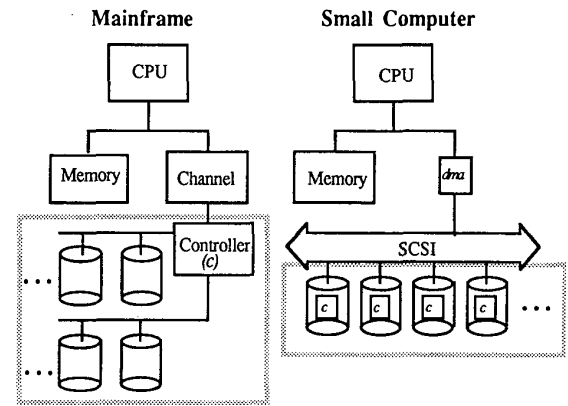 Mainframe
CPU
Memory
Channel
Controller
(c)
...
...
Small Computer
CPU
Memory
dma
SCSI
c
c
c
c
...